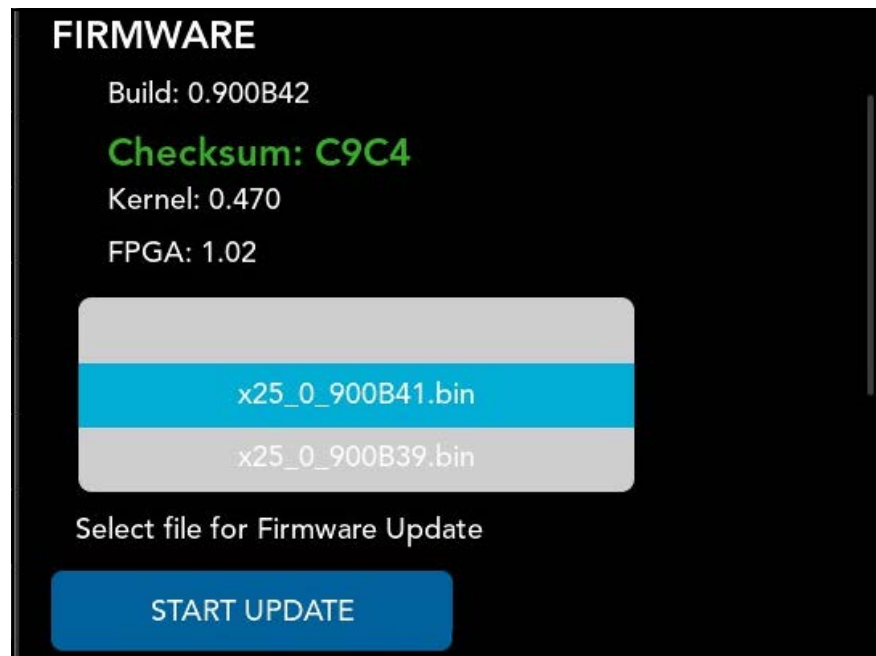 FIRMWARE
Build: 0.900B42
Checksum: C9C4
Kernel: 0.470
FPGA: 1.02
x25_0_900B41.bin
x25_0_900B39.bin
Select file for Firmware Update
START UPDATE